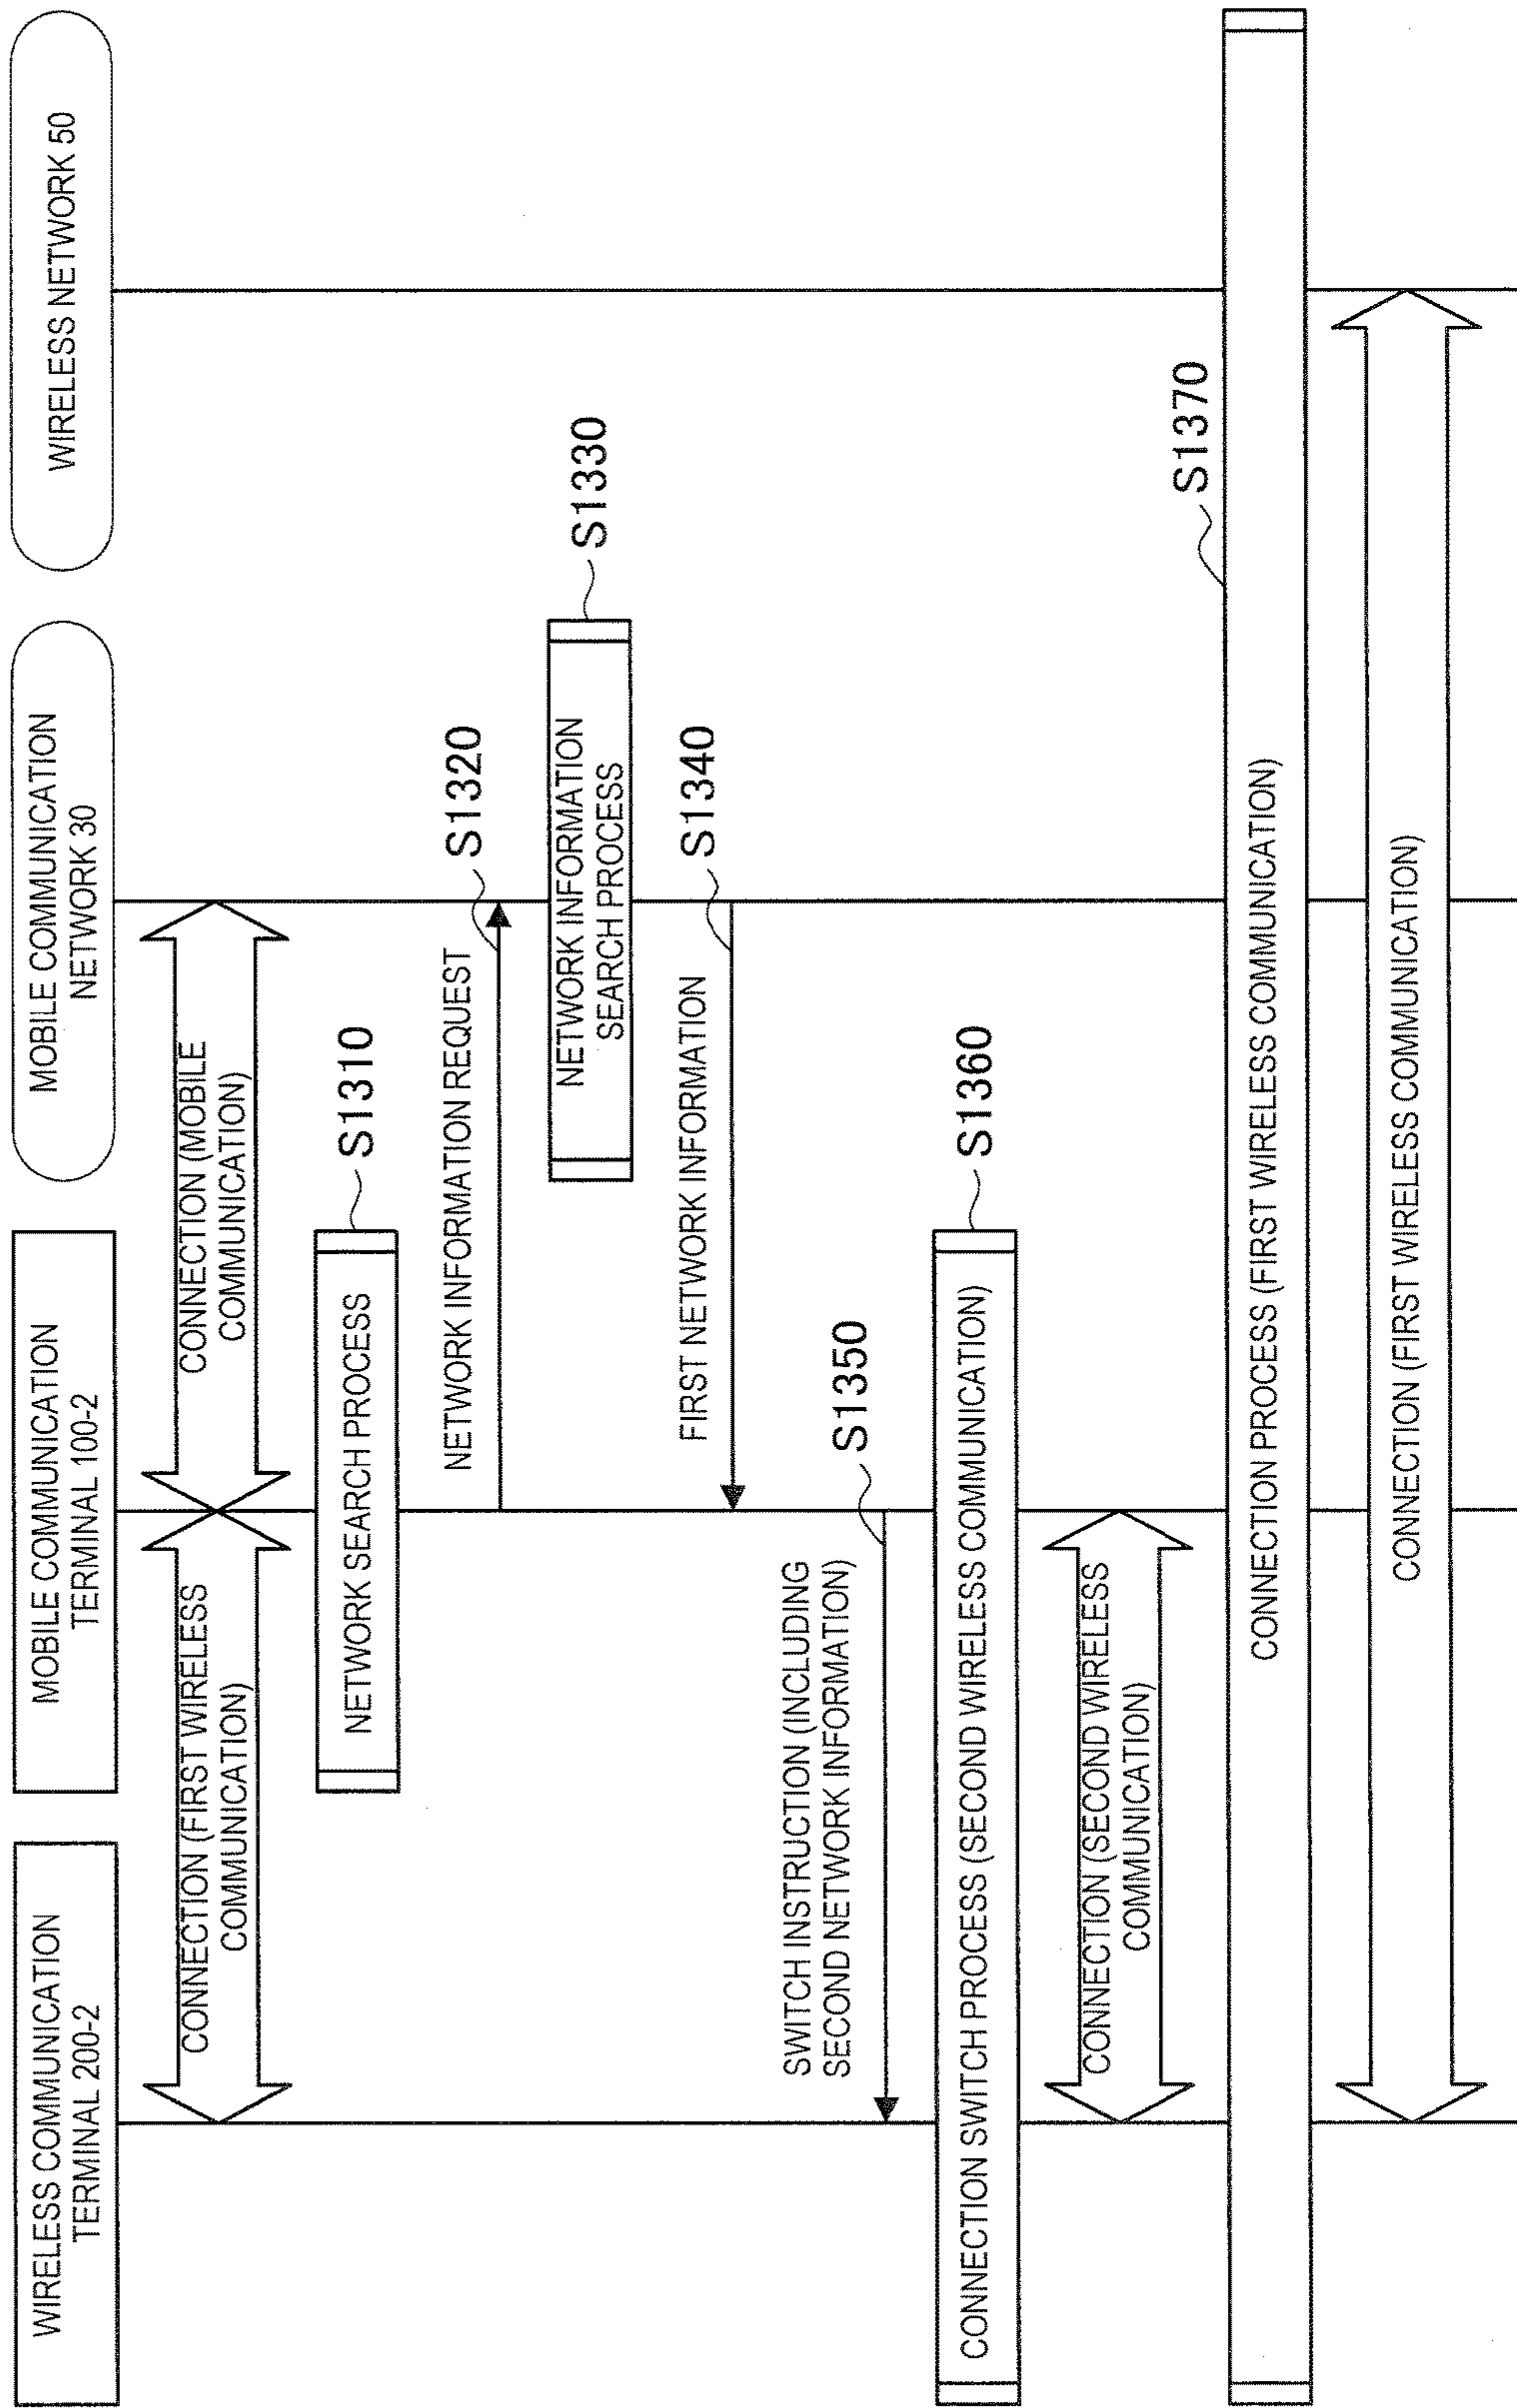 WIRELESS COMMUNICATION
TERMINAL 200-2
MOBILE COMMUNICATION
TERMINAL 100-2
MOBILE COMMUNICATION
NETWORK 30
WIRELESS NETWORK 50
CONNECTION (FIRST WIRELESS
COMMUNICATION)
CONNECTION (MOBILE
COMMUNICATION)
NETWORK SEARCH PROCESS
S1310
NETWORK INFORMATION REQUEST
S1320
NETWORK INFORMATION
SEARCH PROCESS
S1330
FIRST NETWORK INFORMATION
S1340
SWITCH INSTRUCTION (INCLUDING
SECOND NETWORK INFORMATION)
S1350
CONNECTION SWITCH PROCESS (SECOND WIRELESS COMMUNICATION)
S1360
CONNECTION (SECOND WIRELESS
COMMUNICATION)
S1370
CONNECTION PROCESS (FIRST WIRELESS COMMUNICATION)
CONNECTION (FIRST WIRELESS COMMUNICATION)